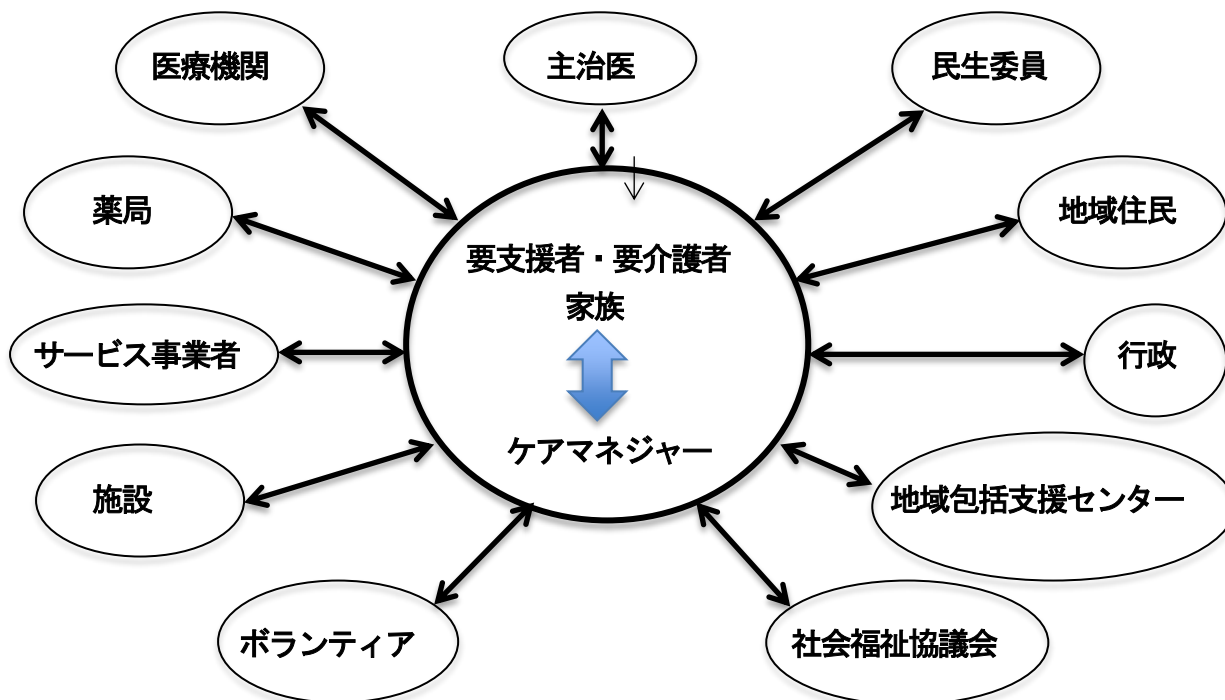 医療機関
主治医
民生委員
薬局
地域住民
要支援者・要介護者
家族
サービス事業者
行政
ケアマネジャー
施設
地域包括支援センター
ボランティア
社会福祉協議会